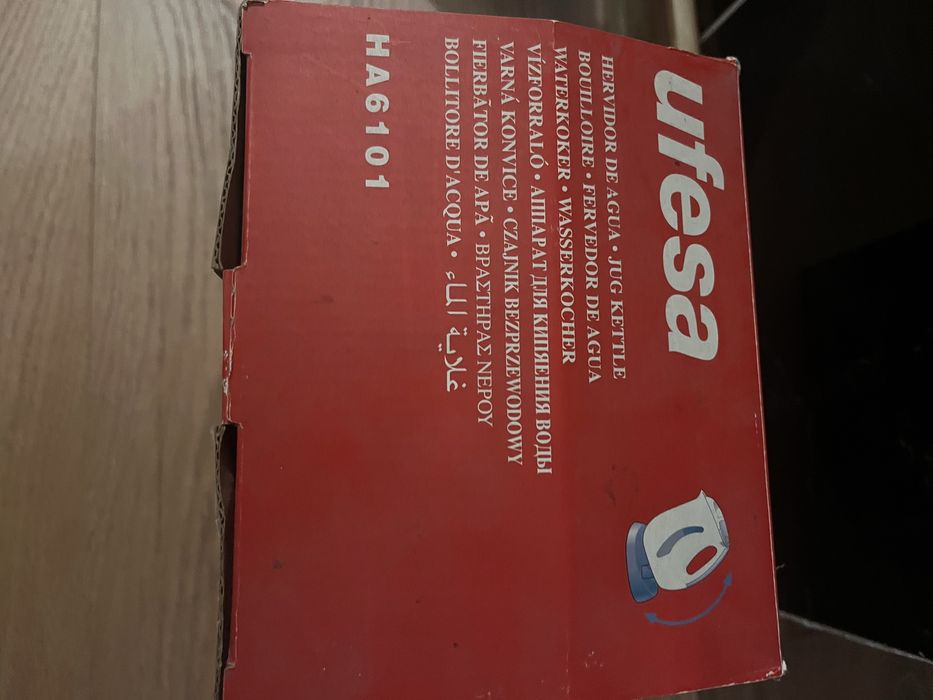 ufesa
HERVIDOR DE AGUA • JUG KETTLE
BOUILLOIRE • FERVEDOR DE AGUA
WATERKOKER • WASSERKOCHER
VÍZFORRALÓ • АППАРАТ ДЛЯ КИПЯЕНИЯ ВОДЫ
VARNÁ KONVICE • CZAJNIK BEZPRZEWODOWY
FIERBĂTOR DE APĂ • ΒΡΑΣΤΗΡΑΣ ΝΕΡΟΥ
BOLLITORE D'ACQUA • غلاية الماء
HA6101